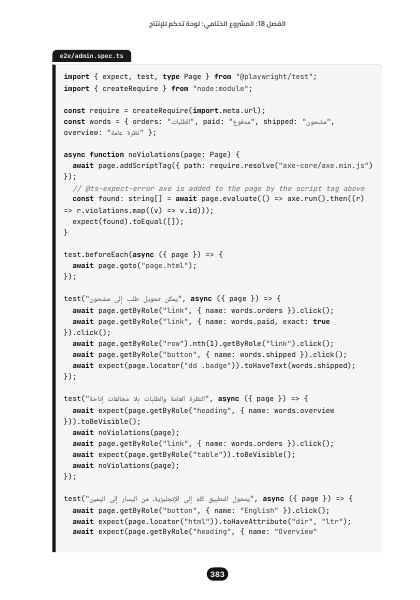 الفصل 18: المشروع الختامي: لوحة تحكم للإنتاج
e2e/admin.spec.ts
import { expect, test, type Page } from "@playwright/test";
import { createRequire } from "node:module";
const require = createRequire(import.meta.url);
const words = { orders: "الطلبات", paid: "مدفوع", shipped: "مشحون",
overview: "نظرة عامة" };
async function noViolations(page: Page) {
await page.addScriptTag({ path: require.resolve("axe-core/axe.min.js")
});
// @ts-expect-error axe is added to the page by the script tag above
const found: string[] = await page.evaluate(() => axe.run().then((r)
=> r.violations.map((v) => v.id)));
expect(found).toEqual([]);
}
test.beforeEach(async ({ page }) => {
await page.goto("page.html");
});
test("يمكن تحويل طلب إلى مشحون", async ({ page }) => {
await page.getByRole("link", { name: words.orders }).click();
await page.getByRole("link", { name: words.paid, exact: true
}).click();
await page.getByRole("row").nth(1).getByRole("link").click();
await page.getByRole("button", { name: words.shipped }).click();
await expect(page.locator("dd .badge")).toHaveText(words.shipped);
});
test("النظرة العامة والطلبات بلا مخالفات إتاحة", async ({ page }) => {
await expect(page.getByRole("heading", { name: words.overview
})).toBeVisible();
await noViolations(page);
await page.getByRole("link", { name: words.orders }).click();
await expect(page.getByRole("table")).toBeVisible();
await noViolations(page);
});
test("يتحول التطبيق كله إلى الإنجليزية، من اليسار إلى اليمين", async ({ page }) => {
await page.getByRole("button", { name: "English" }).click();
await expect(page.locator("html")).toHaveAttribute("dir", "ltr");
await expect(page.getByRole("heading", { name: "Overview"
383